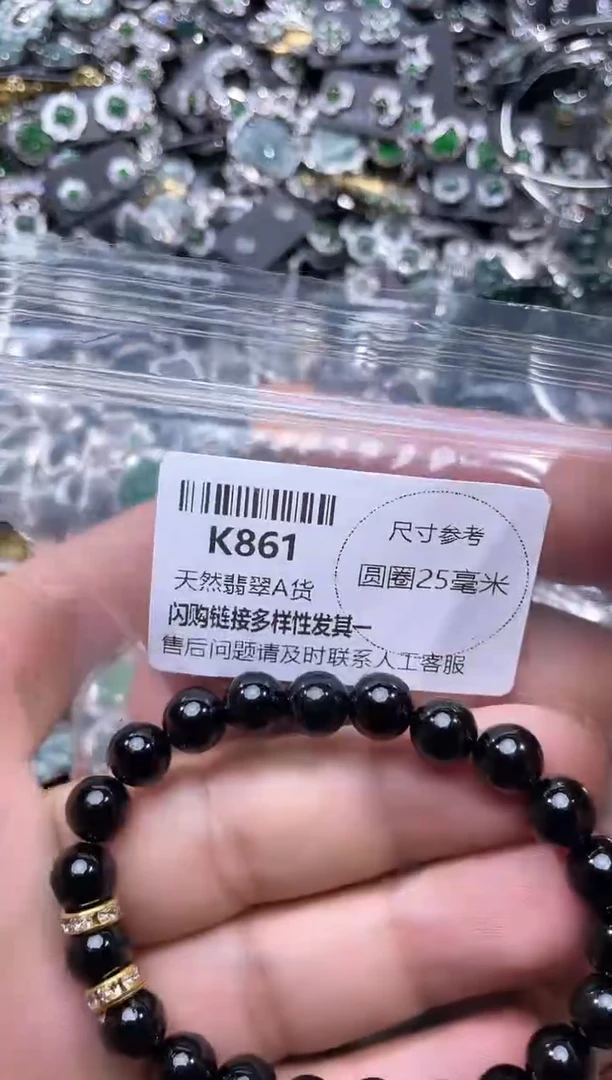 K861
天然翡翠A货
闪购链接多样性发其一
售后问题请及时联系人工客服
尺寸参考
圆圈25毫米